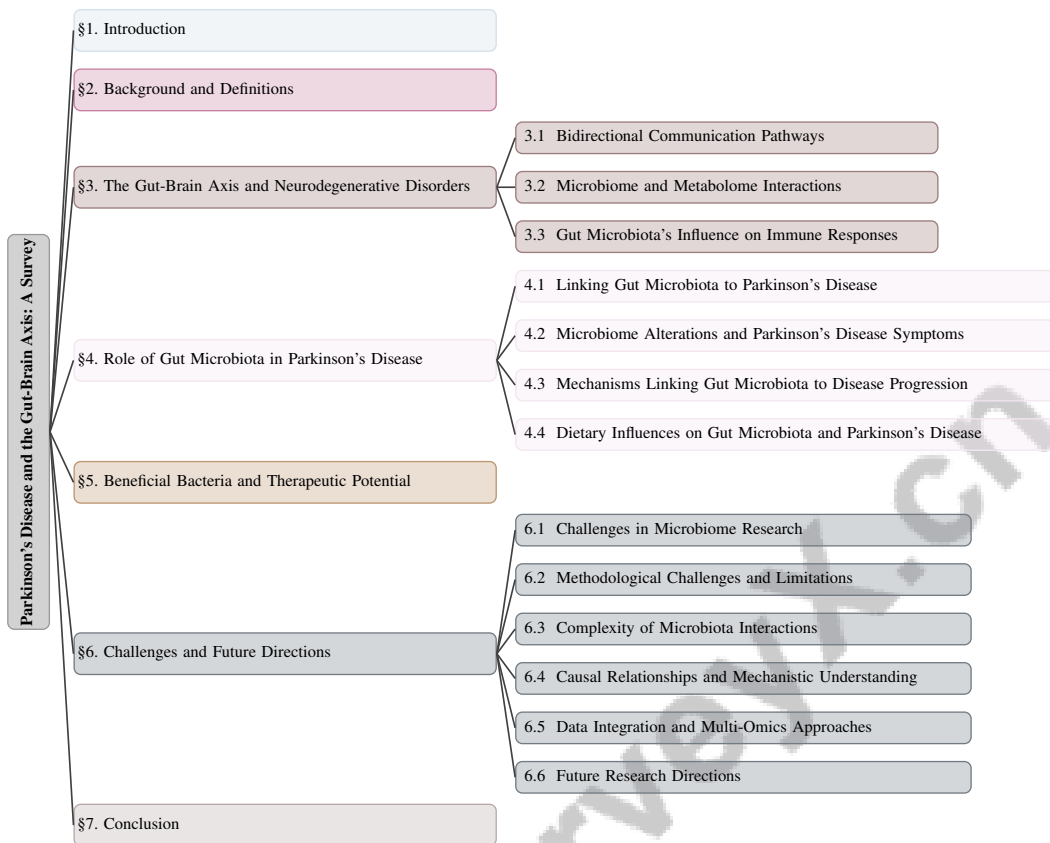 Parkinson's Disease and the Gut-Brain Axis: A Survey
§1. Introduction
§2. Background and Definitions
§3. The Gut-Brain Axis and Neurodegenerative Disorders
3.1 Bidirectional Communication Pathways
3.2 Microbiome and Metabolome Interactions
3.3 Gut Microbiota's Influence on Immune Responses
§4. Role of Gut Microbiota in Parkinson's Disease
4.1 Linking Gut Microbiota to Parkinson's Disease
4.2 Microbiome Alterations and Parkinson's Disease Symptoms
4.3 Mechanisms Linking Gut Microbiota to Disease Progression
4.4 Dietary Influences on Gut Microbiota and Parkinson's Disease
§5. Beneficial Bacteria and Therapeutic Potential
§6. Challenges and Future Directions
6.1 Challenges in Microbiome Research
6.2 Methodological Challenges and Limitations
6.3 Complexity of Microbiota Interactions
6.4 Causal Relationships and Mechanistic Understanding
6.5 Data Integration and Multi-Omics Approaches
6.6 Future Research Directions
§7. Conclusion
rveyX.cn